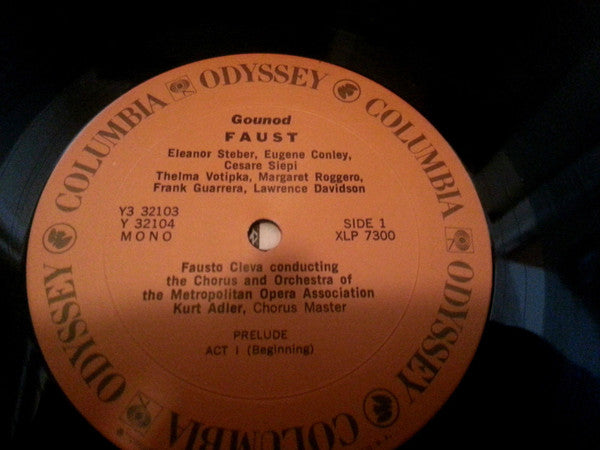 COLUMBIA ODYSSEY COLUMBIA ODYSSEY COLUMBIA ODYSSEY
Gounod
FAUST
Eleanor Steber, Eugene Conley,
Cesare Siepi
Thelma Votipka, Margaret Roggero,
Frank Guarrera, Lawrence Davidson
Y3 32103
Y 32104
MONO
SIDE 1
XLP 7300
Fausto Cleva conducting
the Chorus and Orchestra of
the Metropolitan Opera Association
Kurt Adler, Chorus Master
PRELUDE
ACT I (Beginning)